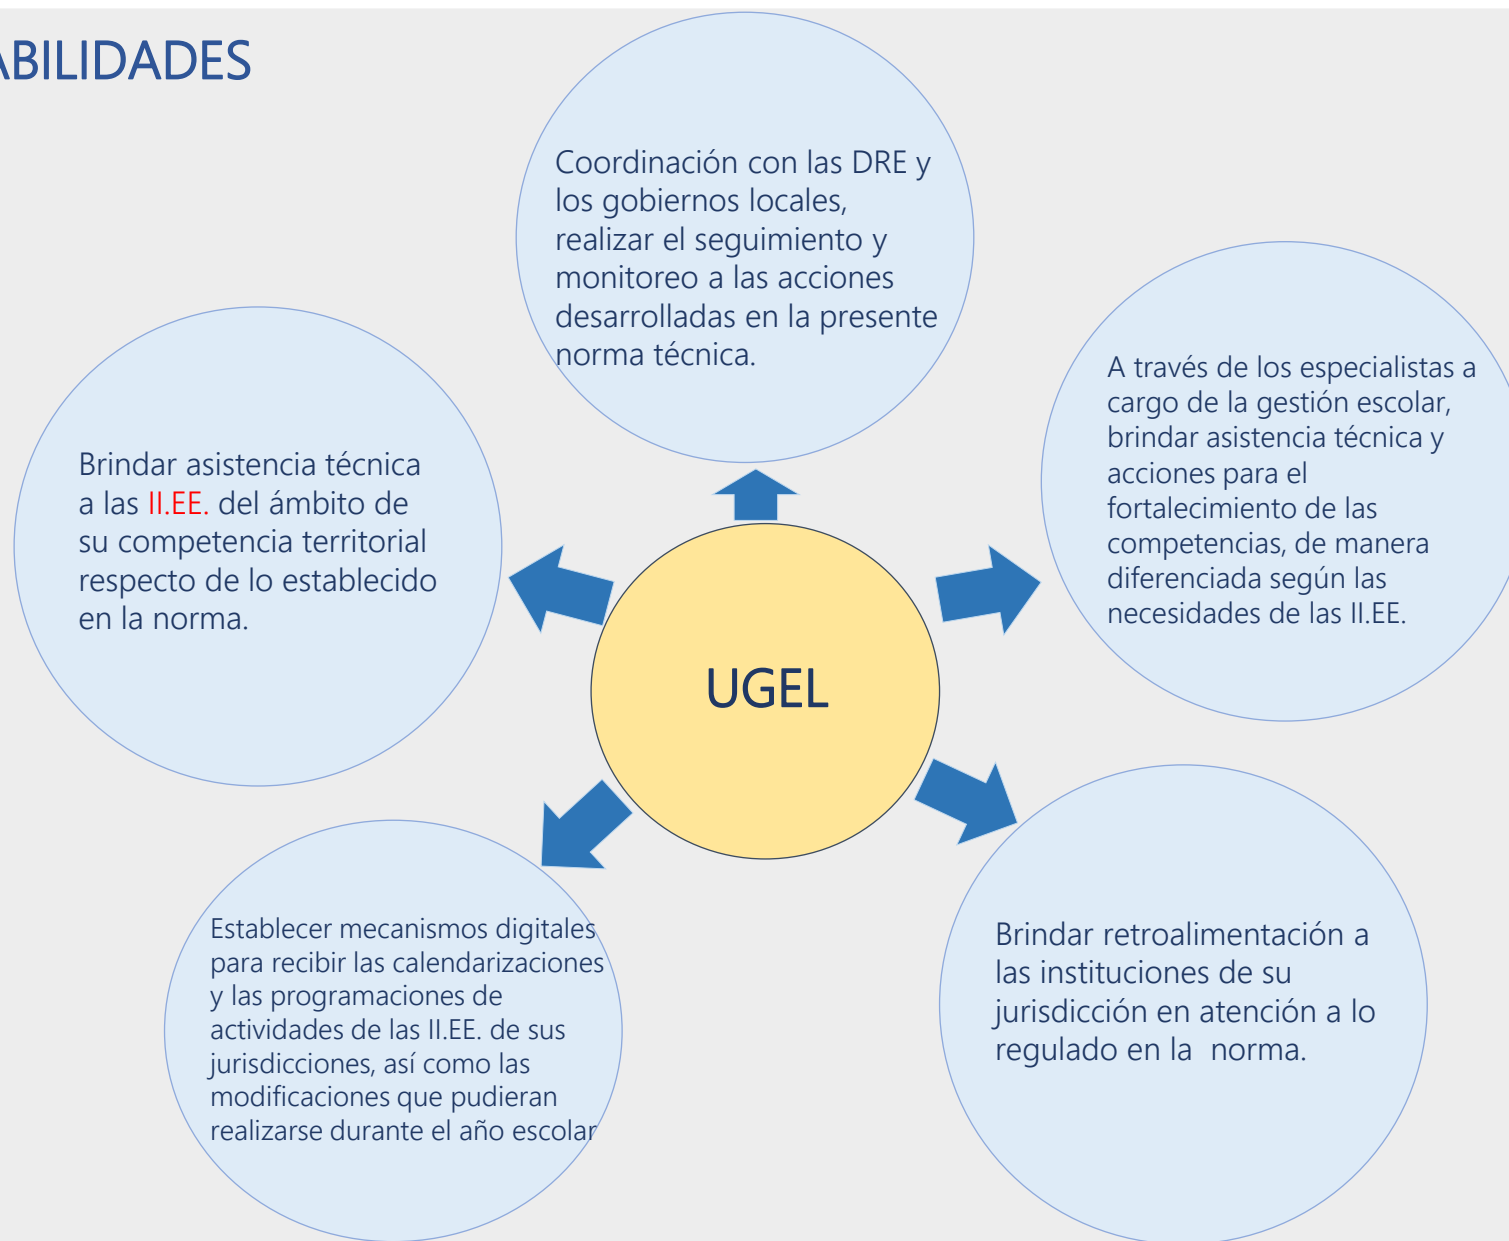 ABILIDADES
Coordinación con las DRE y
los gobiernos locales,
realizar el seguimiento y
monitoreo a las acciones
desarrolladas en la presente
norma técnica.
A través de los especialistas a
cargo de la gestión escolar,
brindar asistencia técnica y
acciones para el
fortalecimiento de las
competencias, de manera
diferenciada según las
necesidades de las II.EE.
Brindar asistencia técnica
a las II.EE. del ámbito de
su competencia territorial
respecto de lo establecido
en la norma.
UGEL
Establecer mecanismos digitales
para recibir las calendarizaciones
y las programaciones de
actividades de las II.EE. de sus
jurisdicciones, así como las
modificaciones que pudieran
realizarse durante el año escolar
Brindar retroalimentación a
las instituciones de su
jurisdicción en atención a lo
regulado en la  norma.